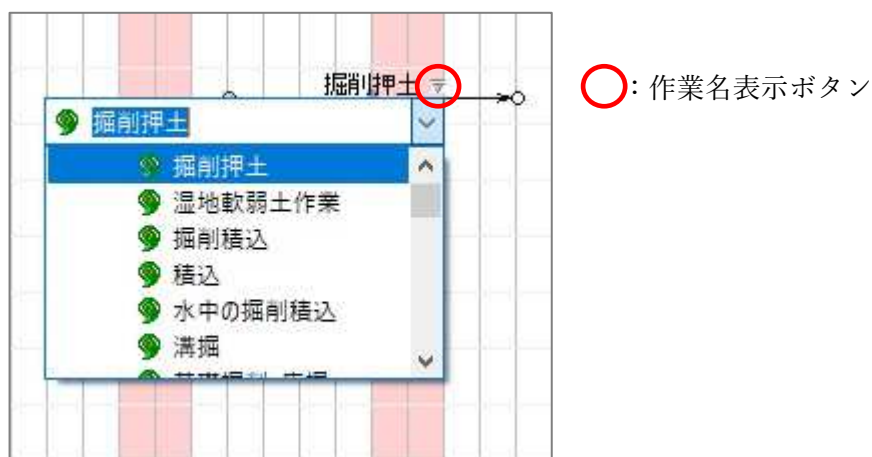 掘削押土
：作業名表示ボタン
掘削押土
掘削押土
湿地軟弱土作業
掘削積込
積込
水中の掘削積込
溝掘